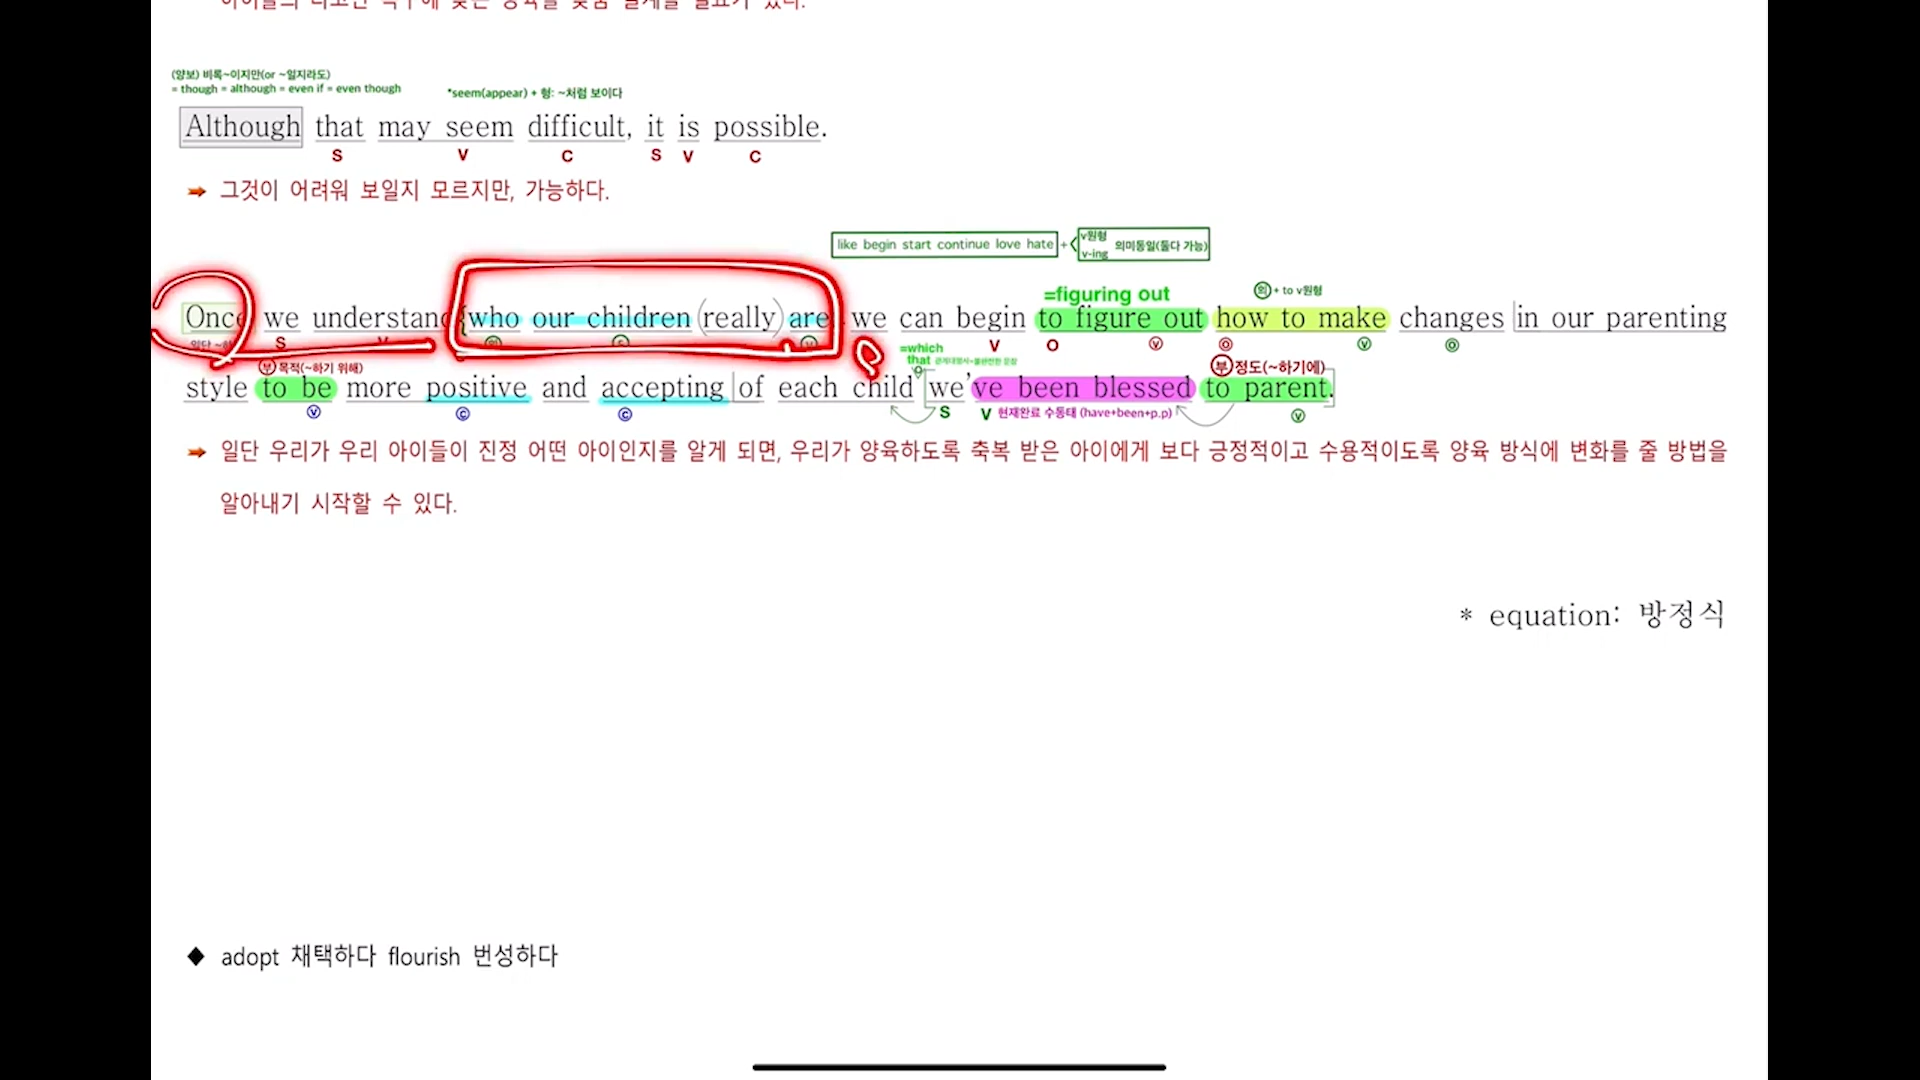 (양보) 비록~이지만(or ~일지라도)
= though = although = even if = even though
*seem(appear) + 형: ~처럼 보이다
Although that may seem difficult, it is possible.
S V C S V C
➡ 그것이 어려워 보일지 모르지만, 가능하다.
like begin start continue love hate + v원형 v-ing 의미동일(둘다 가능)
=figuring out 의 + to v원형
Once we understand {who our children (really) are we can begin to figure out how to make changes in our parenting
S V O V O V O
=which
that
부 목적(~하기 위해) 부 정도(~하기에)
style to be more positive and accepting of each child [we've been blessed to parent].
V C C S V 현재완료 수동태 (have+been+p.p) V
➡ 일단 우리가 우리 아이들이 진정 어떤 아이인지를 알게 되면, 우리가 양육하도록 축복 받은 아이에게 보다 긍정적이고 수용적이도록 양육 방식에 변화를 줄 방법을
알아내기 시작할 수 있다.
* equation: 방정식
◆ adopt 채택하다 flourish 번성하다